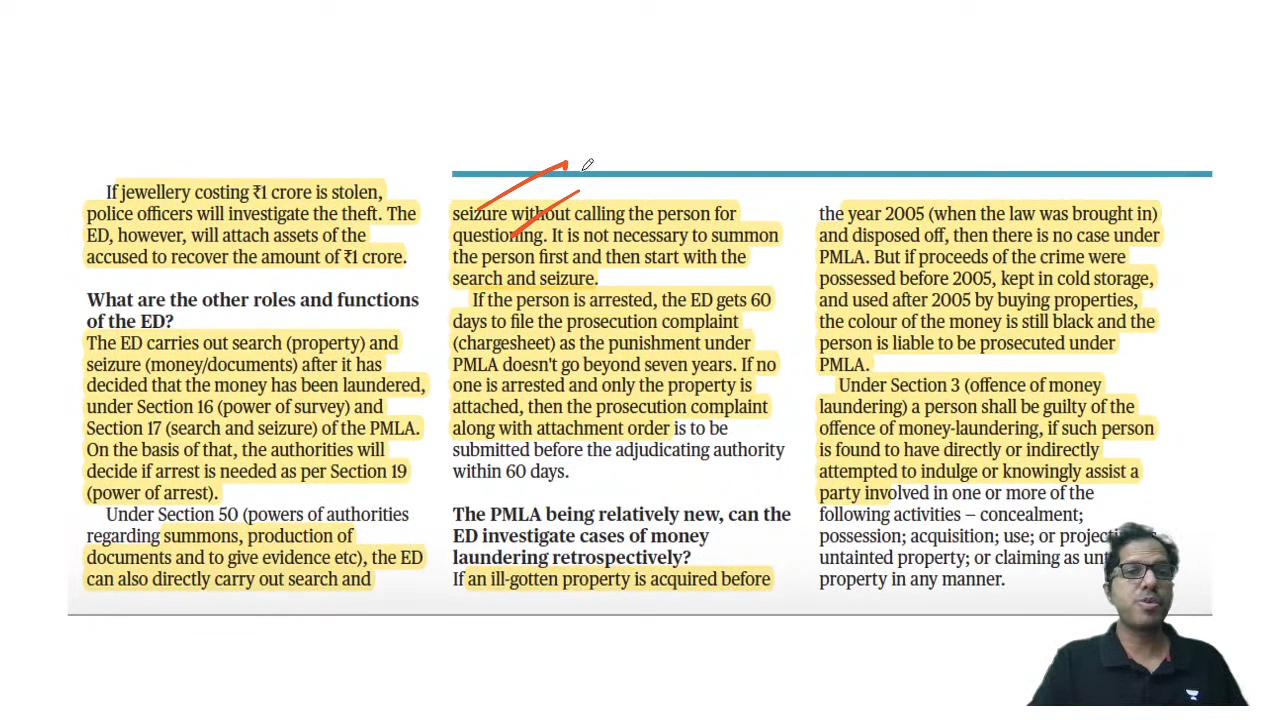 If jewellery costing ₹1 crore is stolen,
police officers will investigate the theft. The
ED, however, will attach assets of the
accused to recover the amount of ₹1 crore.
What are the other roles and functions
of the ED?
The ED carries out search (property) and
seizure (money/documents) after it has
decided that the money has been laundered,
under Section 16 (power of survey) and
Section 17 (search and seizure) of the PMLA.
On the basis of that, the authorities will
decide if arrest is needed as per Section 19
(power of arrest).
Under Section 50 (powers of authorities
regarding summons, production of
documents and to give evidence etc), the ED
can also directly carry out search and
seizure without calling the person for
questioning. It is not necessary to summon
the person first and then start with the
search and seizure.
If the person is arrested, the ED gets 60
days to file the prosecution complaint
(chargesheet) as the punishment under
PMLA doesn't go beyond seven years. If no
one is arrested and only the property is
attached, then the prosecution complaint
along with attachment order is to be
submitted before the adjudicating authority
within 60 days.
The PMLA being relatively new, can the
ED investigate cases of money
laundering retrospectively?
If an ill-gotten property is acquired before
the year 2005 (when the law was brought in)
and disposed off, then there is no case under
PMLA. But if proceeds of the crime were
possessed before 2005, kept in cold storage,
and used after 2005 by buying properties,
the colour of the money is still black and the
person is liable to be prosecuted under
PMLA.
Under Section 3 (offence of money
laundering) a person shall be guilty of the
offence of money-laundering, if such person
is found to have directly or indirectly
attempted to indulge or knowingly assist a
party involved in one or more of the
following activities – concealment;
possession; acquisition; use; or
untainted property; or claiming as
property in any manner.